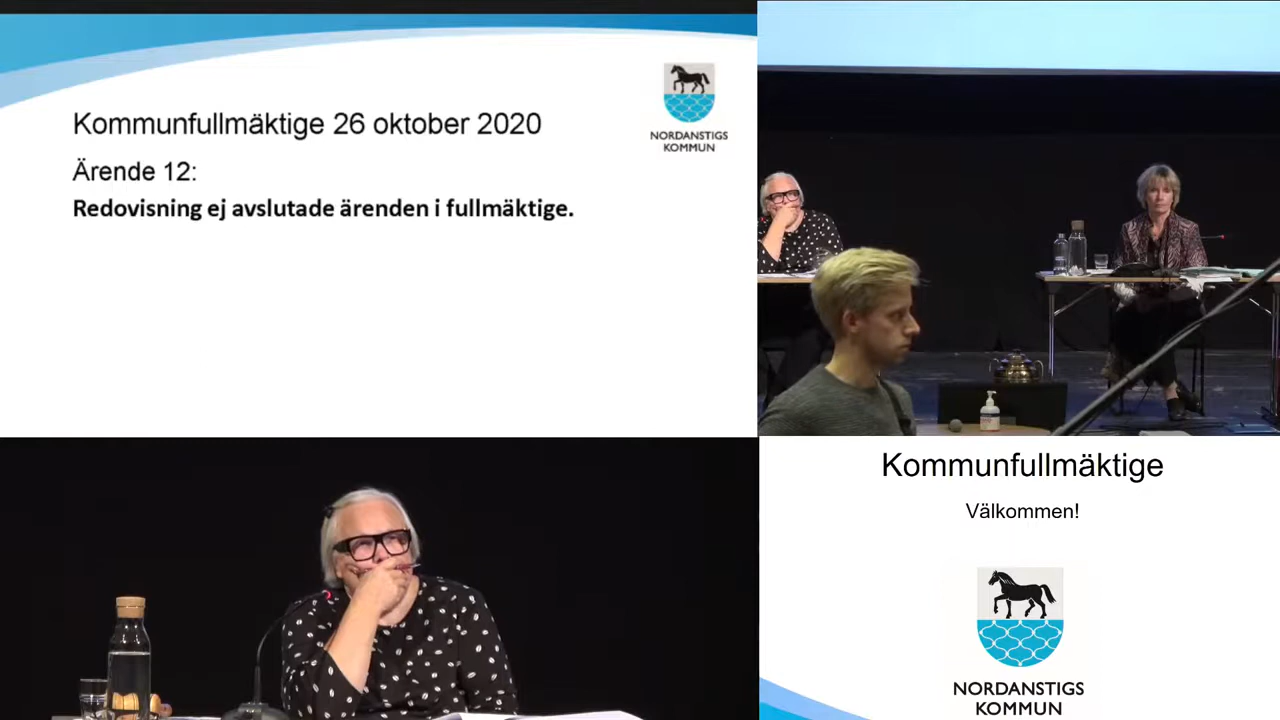 Kommunfullmäktige 26 oktober 2020
Ärende 12:
Redovisning ej avslutade ärenden i fullmäktige.
NORDANSTIGS
KOMMUN
Kommunfullmäktige
Välkommen!
NORDANSTIGS
KOMMUN